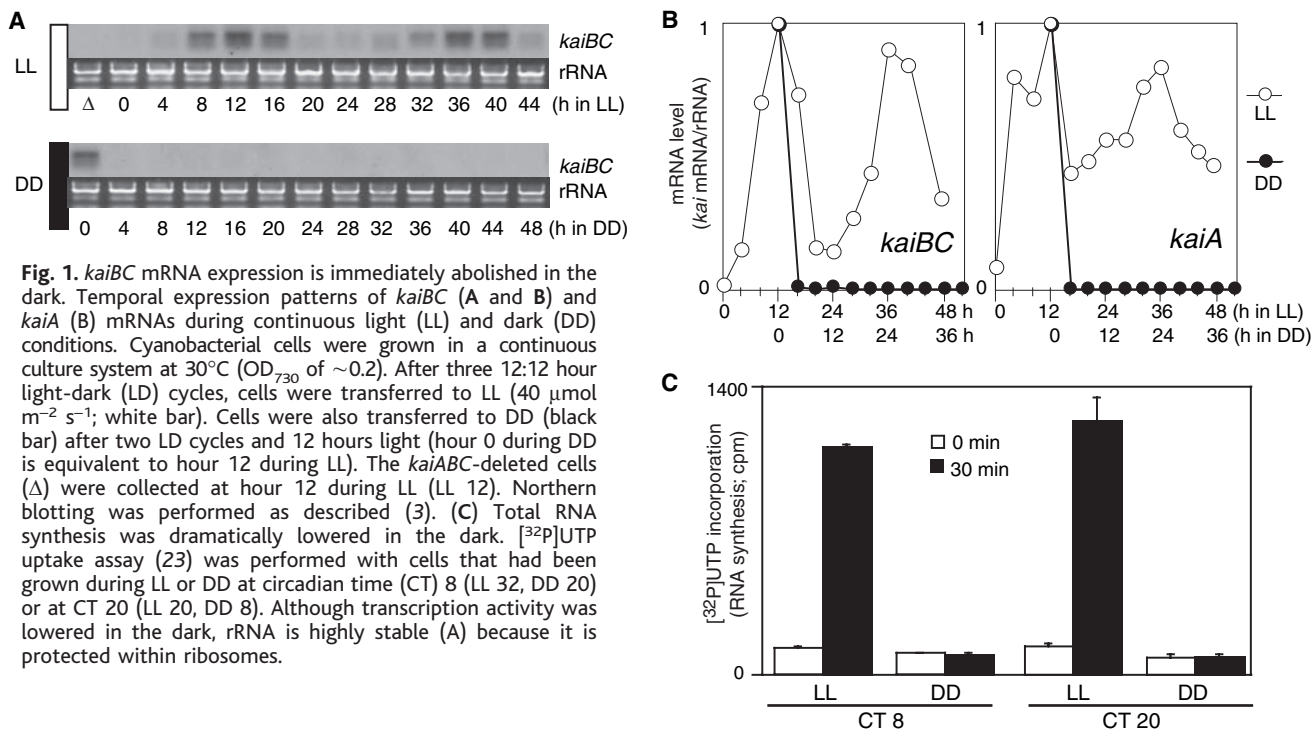 A
LL
kaiBC
rRNA
Δ 0 4 8 12 16 20 24 28 32 36 40 44 (h in LL)
DD
kaiBC
rRNA
0 4 8 12 16 20 24 28 32 36 40 44 48 (h in DD)
Fig. 1. kaiBC mRNA expression is immediately abolished in the
dark. Temporal expression patterns of kaiBC (A and B) and
kaiA (B) mRNAs during continuous light (LL) and dark (DD)
conditions. Cyanobacterial cells were grown in a continuous
culture system at 30°C (OD730 of ~0.2). After three 12:12 hour
light-dark (LD) cycles, cells were transferred to LL (40 μmol
m−2 s−1; white bar). Cells were also transferred to DD (black
bar) after two LD cycles and 12 hours light (hour 0 during DD
is equivalent to hour 12 during LL). The kaiABC-deleted cells
(Δ) were collected at hour 12 during LL (LL 12). Northern
blotting was performed as described (3). (C) Total RNA
synthesis was dramatically lowered in the dark. [32P]UTP
uptake assay (23) was performed with cells that had been
grown during LL or DD at circadian time (CT) 8 (LL 32, DD 20)
or at CT 20 (LL 20, DD 8). Although transcription activity was
lowered in the dark, rRNA is highly stable (A) because it is
protected within ribosomes.
B
mRNA level
(kai mRNA/rRNA)
1
0
kaiBC
0 12 24 36 48 h
0 12 24 36 h
1
0
kaiA
0 12 24 36 48 (h in LL)
0 12 24 36 (h in DD)
LL
DD
C
[32P]UTP incorporation
(RNA synthesis; cpm)
1400
0
0 min
30 min
LL DD LL DD
CT 8 CT 20